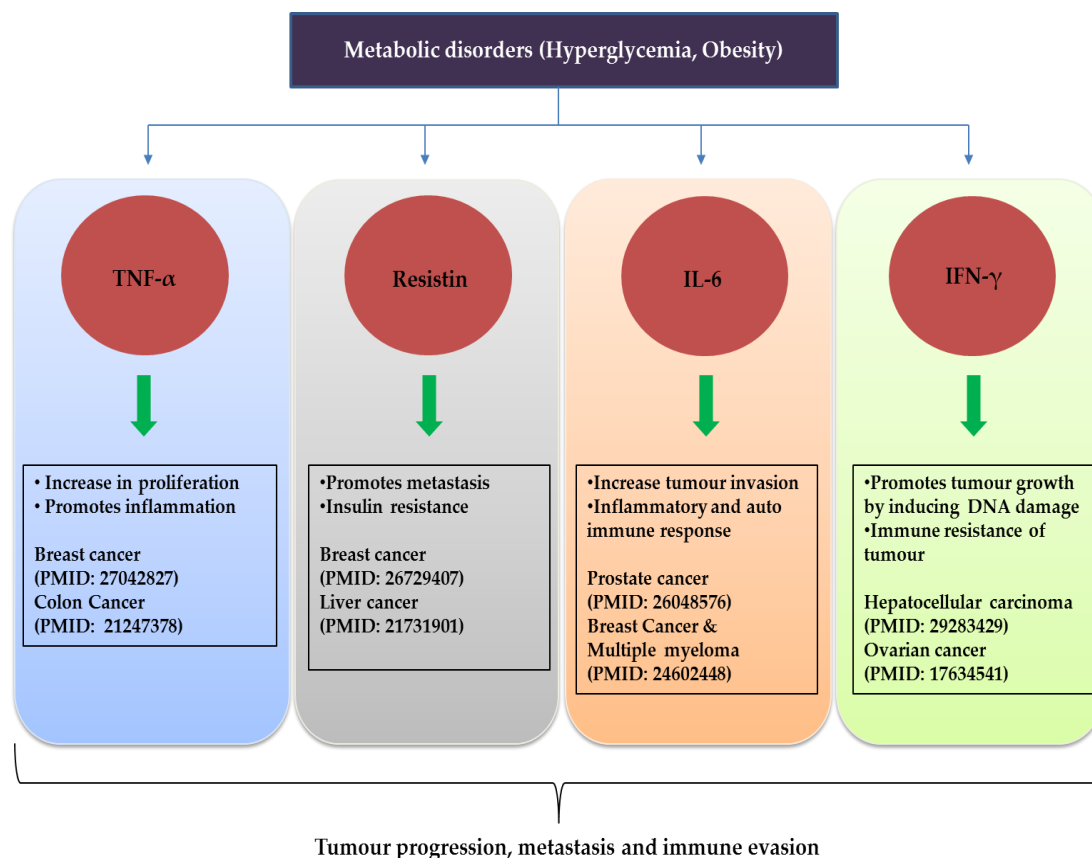 Metabolic disorders (Hyperglycemia, Obesity)
TNF-α
• Increase in proliferation
• Promotes inflammation
Breast cancer
(PMID: 27042827)
Colon Cancer
(PMID: 21247378)
Resistin
•Promotes metastasis
•Insulin resistance
Breast cancer
(PMID: 26729407)
Liver cancer
(PMID: 21731901)
IL-6
•Increase tumour invasion
•Inflammatory and auto
immune response
Prostate cancer
(PMID: 26048576)
Breast Cancer &
Multiple myeloma
(PMID: 24602448)
IFN-γ
•Promotes tumour growth
by inducing DNA damage
•Immune resistance of
tumour
Hepatocellular carcinoma
(PMID: 29283429)
Ovarian cancer
(PMID: 17634541)
Tumour progression, metastasis and immune evasion